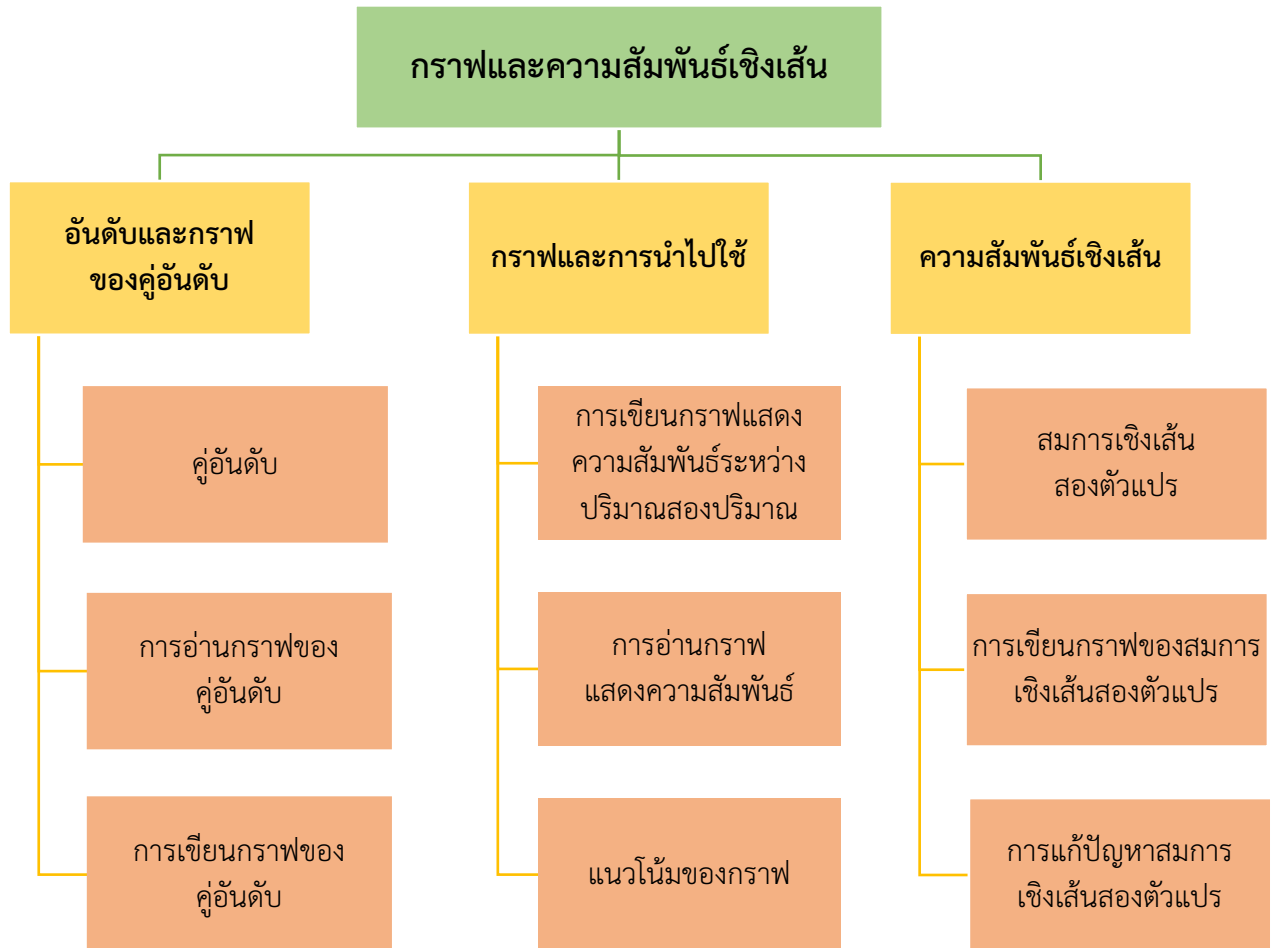 กราฟและความสัมพันธ์เชิงเส้น
อันดับและกราฟ
ของคู่อันดับ
คู่อันดับ
การอ่านกราฟของ
คู่อันดับ
การเขียนกราฟของ
คู่อันดับ
กราฟและการนำไปใช้
การเขียนกราฟแสดง
ความสัมพันธ์ระหว่าง
ปริมาณสองปริมาณ
การอ่านกราฟ
แสดงความสัมพันธ์
แนวโน้มของกราฟ
ความสัมพันธ์เชิงเส้น
สมการเชิงเส้น
สองตัวแปร
การเขียนกราฟของสมการ
เชิงเส้นสองตัวแปร
การแก้ปัญหาสมการ
เชิงเส้นสองตัวแปร